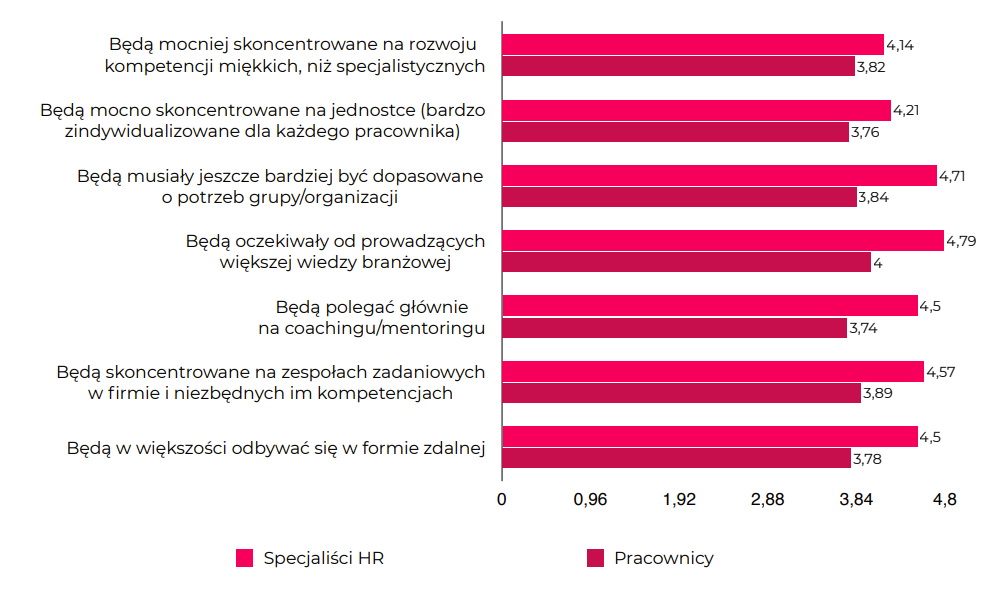 Będą mocniej skoncentrowane na rozwoju
kompetencji miękkich, niż specjalistycznych
4,14
3,82
Będą mocno skoncentrowane na jednostce (bardzo
zindywidualizowane dla każdego pracownika)
4,21
3,76
Będą musiały jeszcze bardziej być dopasowane
o potrzeb grupy/organizacji
4,71
3,84
Będą oczekiwały od prowadzących
większej wiedzy branżowej
4,79
4
Będą polegać głównie
na coachingu/mentoringu
4,5
3,74
Będą skoncentrowane na zespołach zadaniowych
w firmie i niezbędnych im kompetencjach
4,57
3,89
Będą w większości odbywać się w formie zdalnej
4,5
3,78
0 0,96 1,92 2,88 3,84 4,8
Specjaliści HR Pracownicy